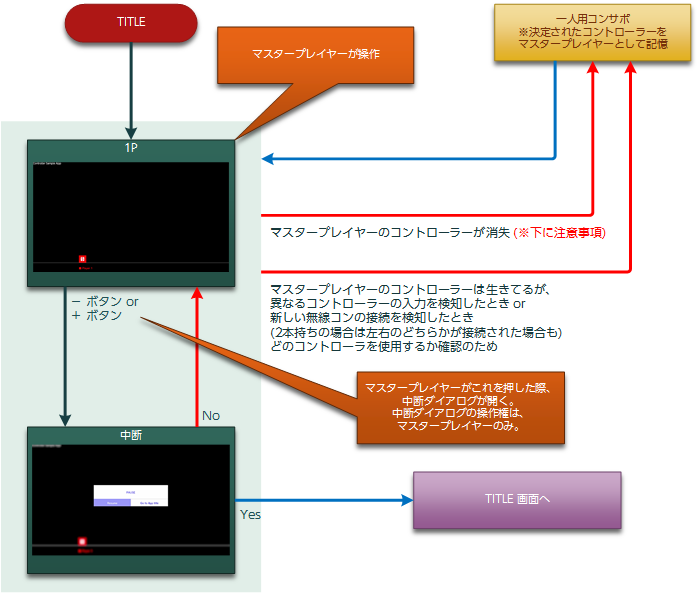 TITLE
マスタープレイヤーが操作
一人用コンサポ
※決定されたコントローラーを
マスタープレイヤーとして記憶
1P
マスタープレイヤーのコントローラーが消失 (※下に注意事項)
マスタープレイヤーのコントローラーは生きてるが、
異なるコントローラーの入力を検知したとき or
新しい無線コンの接続を検知したとき
(2本持ちの場合は左右のどちらかが接続された場合も)
どのコントローラを使用するか確認のため
－ ボタン or
＋ ボタン
マスタープレイヤーがこれを押した際、
中断ダイアログが開く。
中断ダイアログの操作権は、
マスタープレイヤーのみ。
No
中断
Yes
TITLE 画面へ